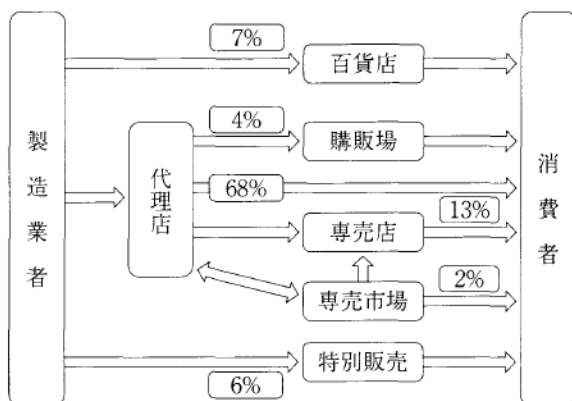 製造業者
7%
百貨店
代理店
4%
購販場
68%
専売店
13%
専売市場
2%
6%
特別販売
消費者